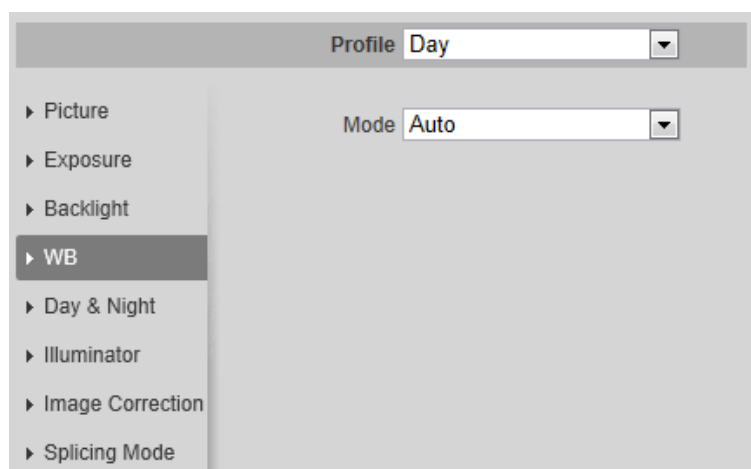 Profile Day
Picture
Mode Auto
Exposure
Backlight
WB
Day & Night
Illuminator
Image Correction
Splicing Mode